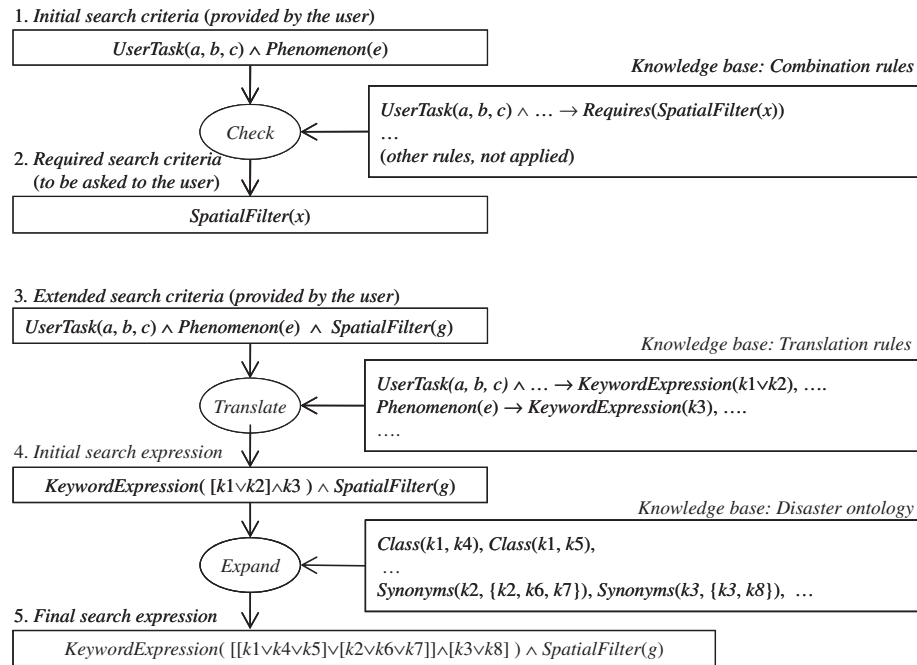 1. Initial search criteria (provided by the user)
UserTask(a, b, c) ∧ Phenomenon(e)
Knowledge base: Combination rules
UserTask(a, b, c) ∧ … → Requires(SpatialFilter(x))
…
(other rules, not applied)
Check
2. Required search criteria
(to be asked to the user)
SpatialFilter(x)
3. Extended search criteria (provided by the user)
UserTask(a, b, c) ∧ Phenomenon(e) ∧ SpatialFilter(g)
Knowledge base: Translation rules
UserTask(a, b, c) ∧ … → KeywordExpression(k1∨k2), ….
Phenomenon(e) → KeywordExpression(k3), ….
….
Translate
4. Initial search expression
KeywordExpression( [k1∨k2]∧k3 ) ∧ SpatialFilter(g)
Knowledge base: Disaster ontology
Class(k1, k4), Class(k1, k5),
…
Synonyms(k2, {k2, k6, k7}), Synonyms(k3, {k3, k8}), …
Expand
5. Final search expression
KeywordExpression( [[k1∨k4∨k5]∨[k2∨k6∨k7]]∧[k3∨k8] ) ∧ SpatialFilter(g)